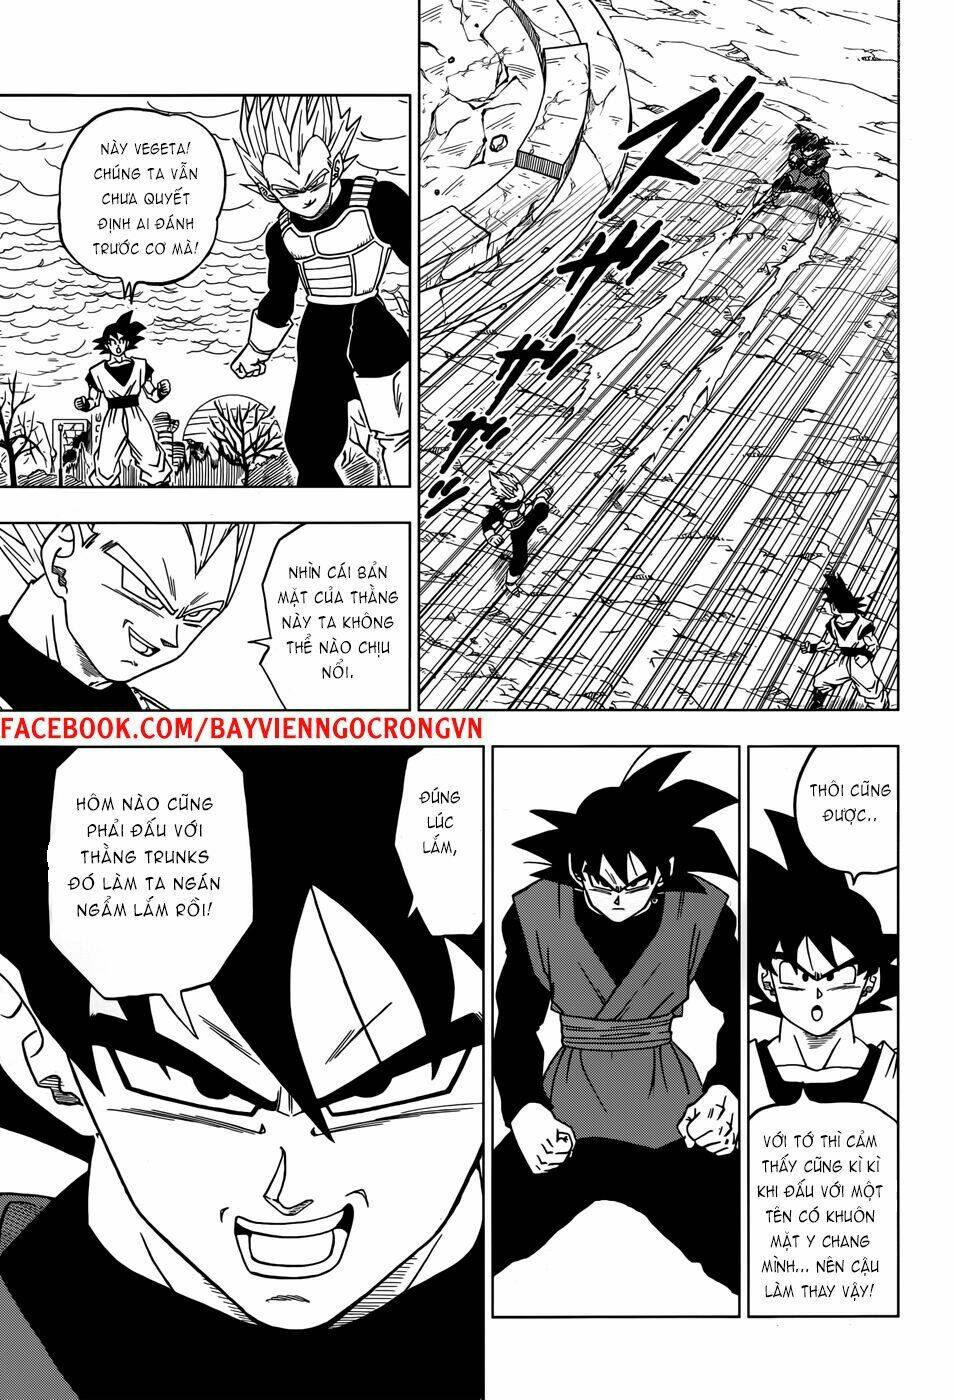 NÀY VEGETA!
CHÚNG TA VẪN
CHƯA QUYẾT
ĐỊNH AI ĐÁNH
TRƯỚC CƠ MÀ!
NHÌN CÁI BẢN
MẶT CỦA THẰNG
NÀY TA KHÔNG
THỂ NÀO CHỊU
NỔI.
FACEBOOK.COM/BAYVIENNGOCRONGVN
THÔI CŨNG
ĐƯỢC..
VỚI TỚ THÌ CẢM
THẤY CŨNG KÌ KÌ
KHI ĐẤU VỚI MỘT
TÊN CÓ KHUÔN
MẶT Y CHANG
MÌNH... NÊN CẬU
LÀM THAY VẬY!
ĐÚNG
LÚC
LẮM,
HÔM NÀO CŨNG
PHẢI ĐẤU VỚI
THẰNG TRUNKS
ĐÓ LÀM TA NGÁN
NGẨM LẮM RỒI!